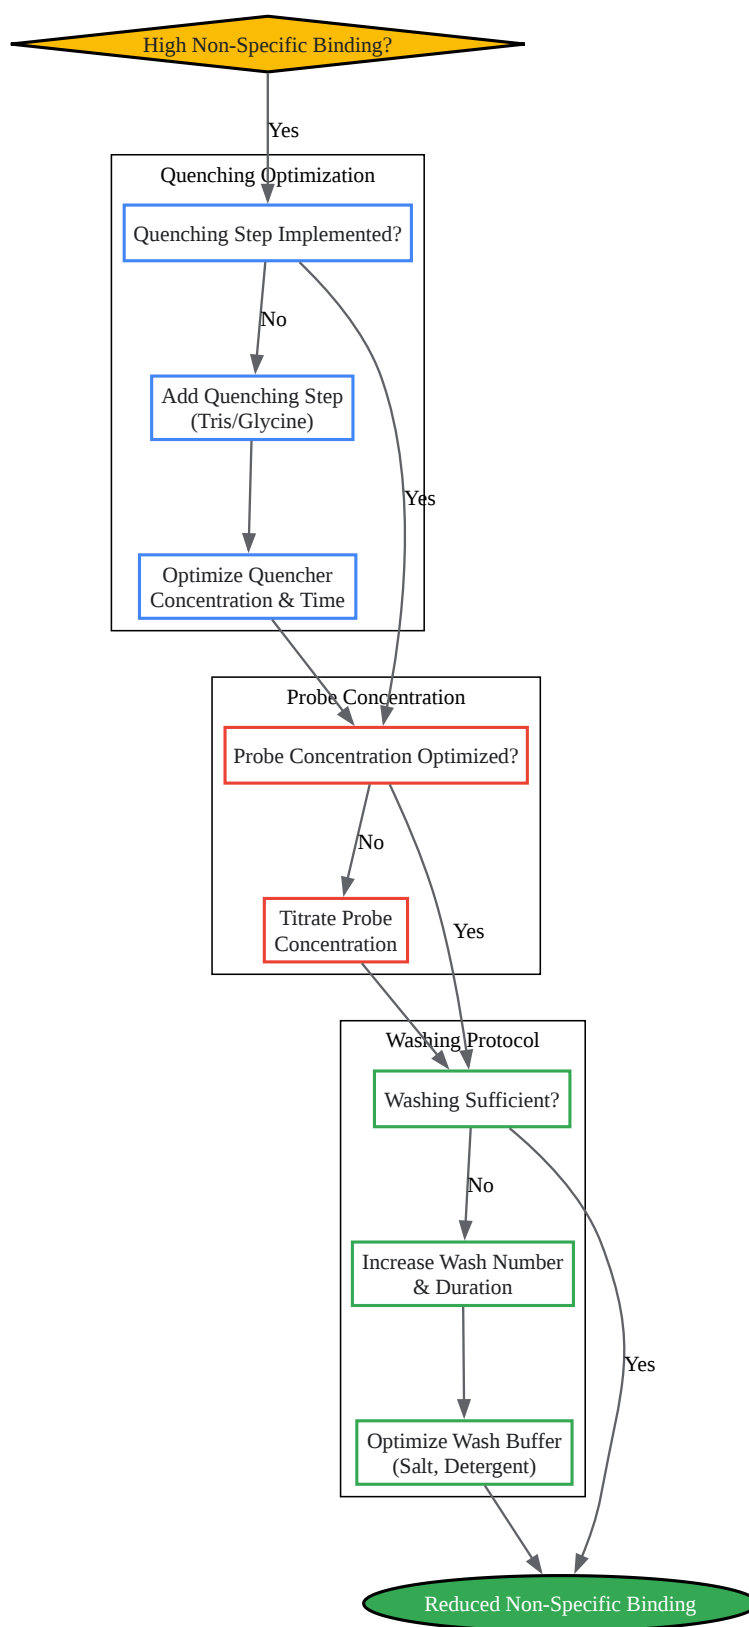 High Non-Specific Binding?
Yes
Quenching Optimization
Quenching Step Implemented?
No
Add Quenching Step
(Tris/Glycine)
Yes
Optimize Quencher
Concentration & Time
Probe Concentration
Probe Concentration Optimized?
No
Titrate Probe
Concentration
Yes
Washing Protocol
Washing Sufficient?
No
Increase Wash Number
& Duration
Yes
Optimize Wash Buffer
(Salt, Detergent)
Reduced Non-Specific Binding